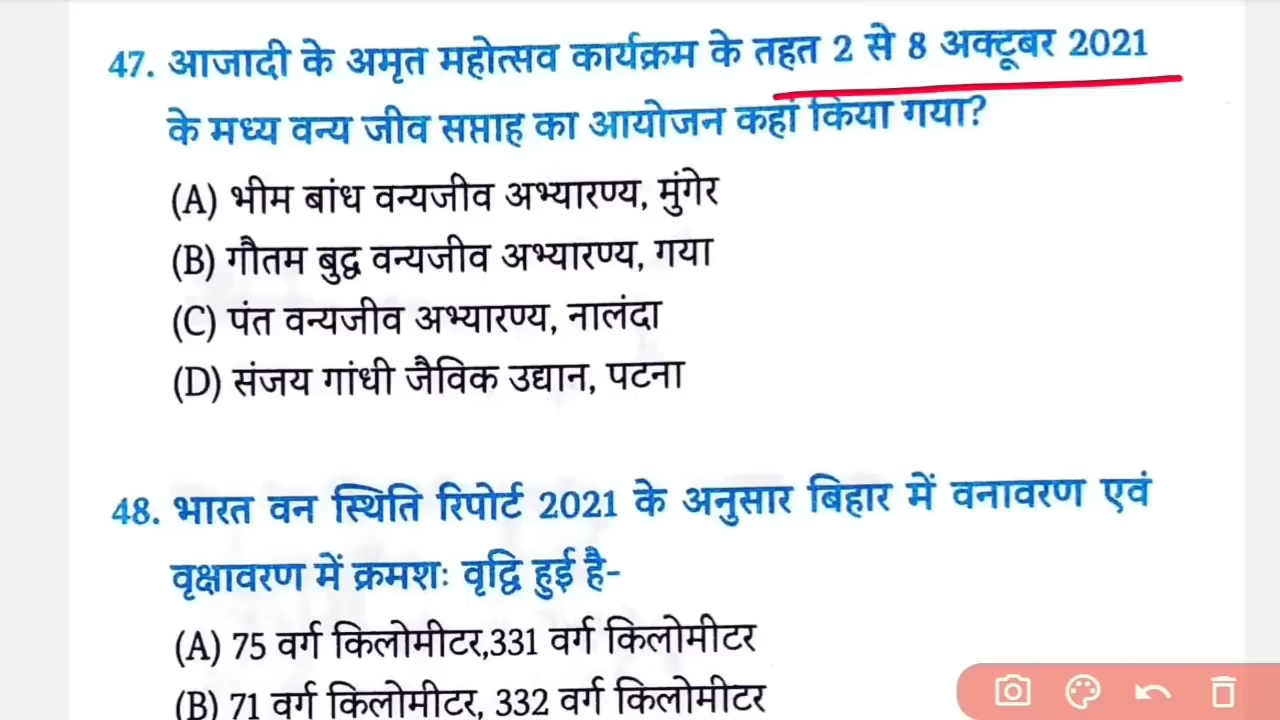 47. आजादी के अमृत महोत्सव कार्यक्रम के तहत 2 से 8 अक्टूबर 2021
के मध्य वन्य जीव सप्ताह का आयोजन कहां किया गया?
(A) भीम बांध वन्यजीव अभ्यारण्य, मुंगेर
(B) गौतम बुद्ध वन्यजीव अभ्यारण्य, गया
(C) पंत वन्यजीव अभ्यारण्य, नालंदा
(D) संजय गांधी जैविक उद्यान, पटना
48. भारत वन स्थिति रिपोर्ट 2021 के अनुसार बिहार में वनावरण एवं
वृक्षावरण में क्रमशः वृद्धि हुई है-
(A) 75 वर्ग किलोमीटर,331 वर्ग किलोमीटर
(B) 71 वर्ग किलोमीटर, 332 वर्ग किलोमीटर